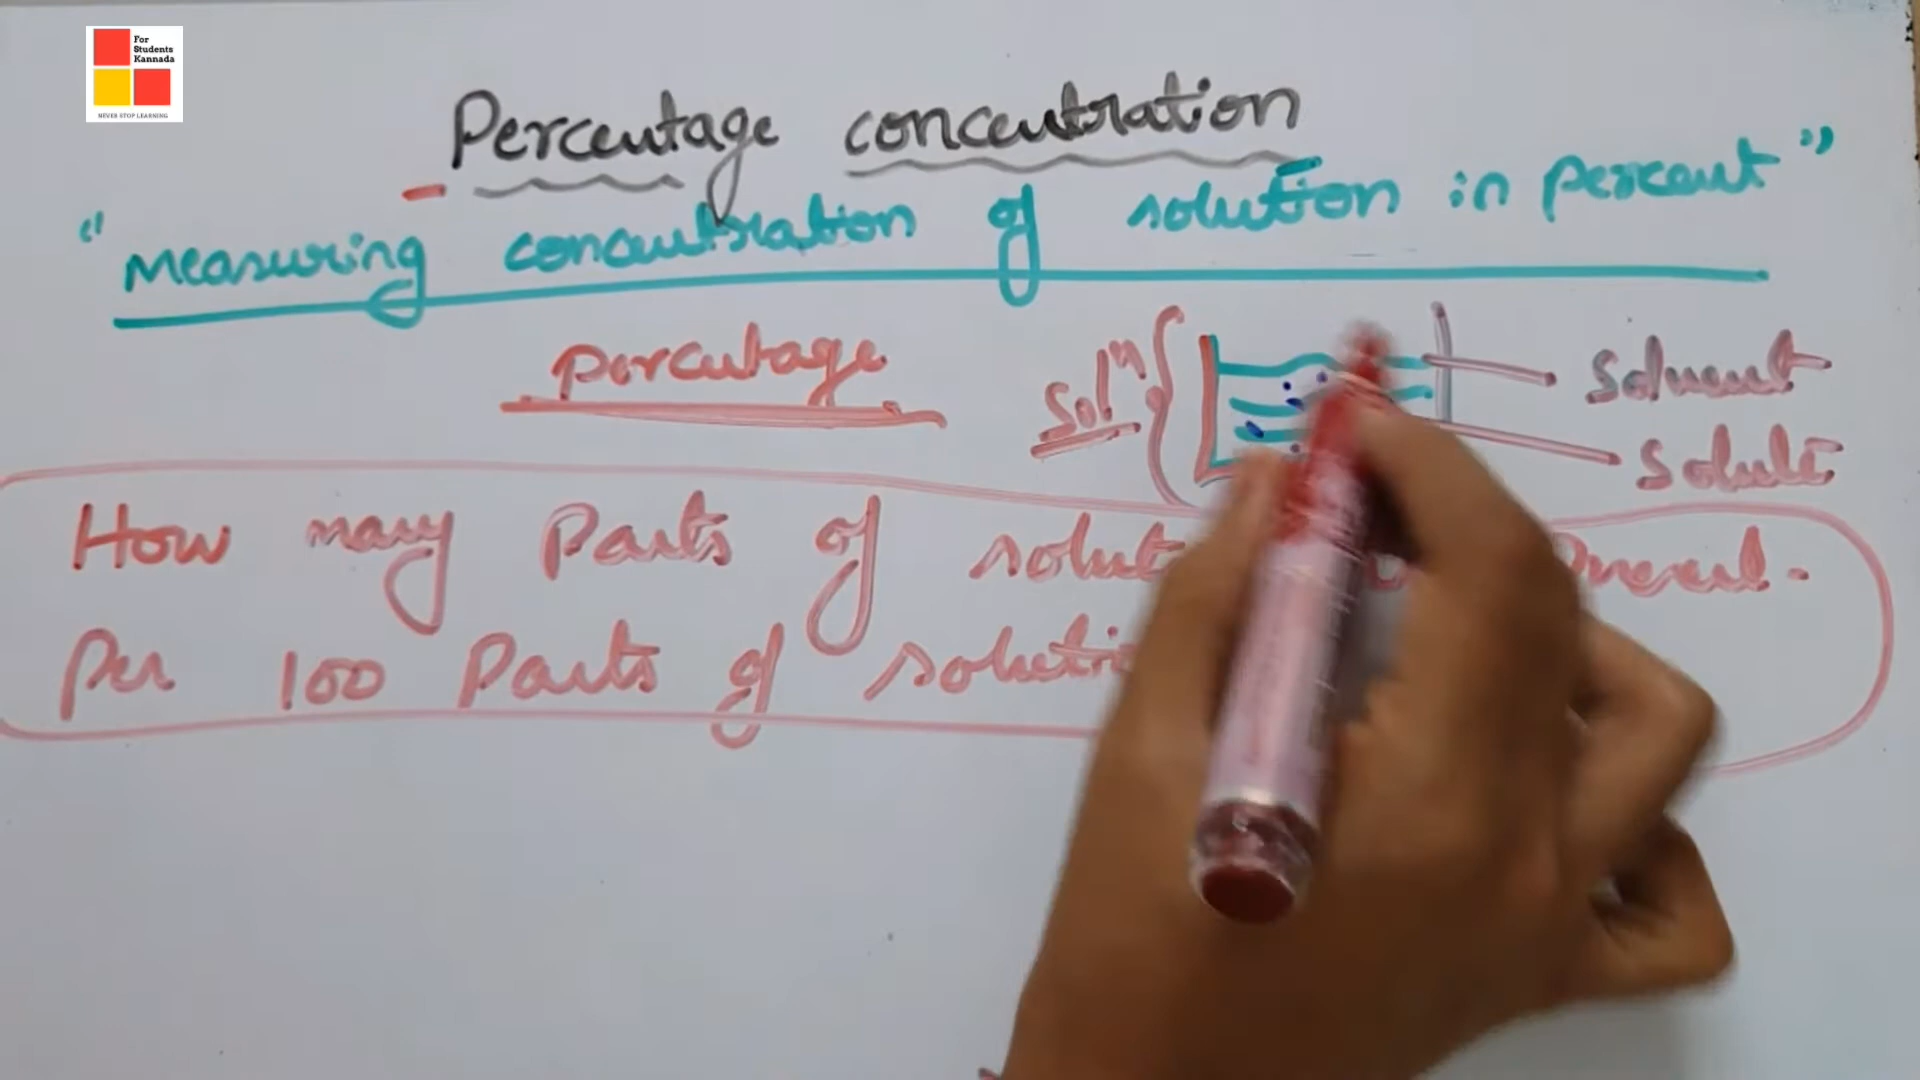 For
Students
Kannada
NEVER STOP LEARNING
Percentage concentration
"Measuring concentration of solution in percent"
Percentage
Solⁿ
Solvent
Solute
How many Parts of solut
Per 100 Parts of soluti